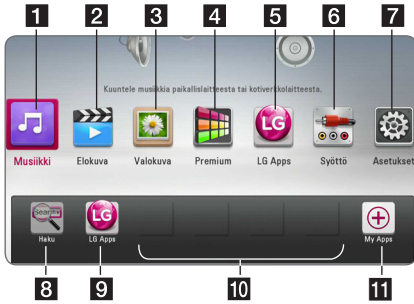 1 2 3 4 5 6 7
Kuuntele musiikkia paikallislaitteesta tai kotiverkkolaitteesta.
LG
Musiikki Elokuva Valokuva Premium LG Apps Syöttö Asetukset
Search LG
Haku LG Apps My Apps
8 9 10 11